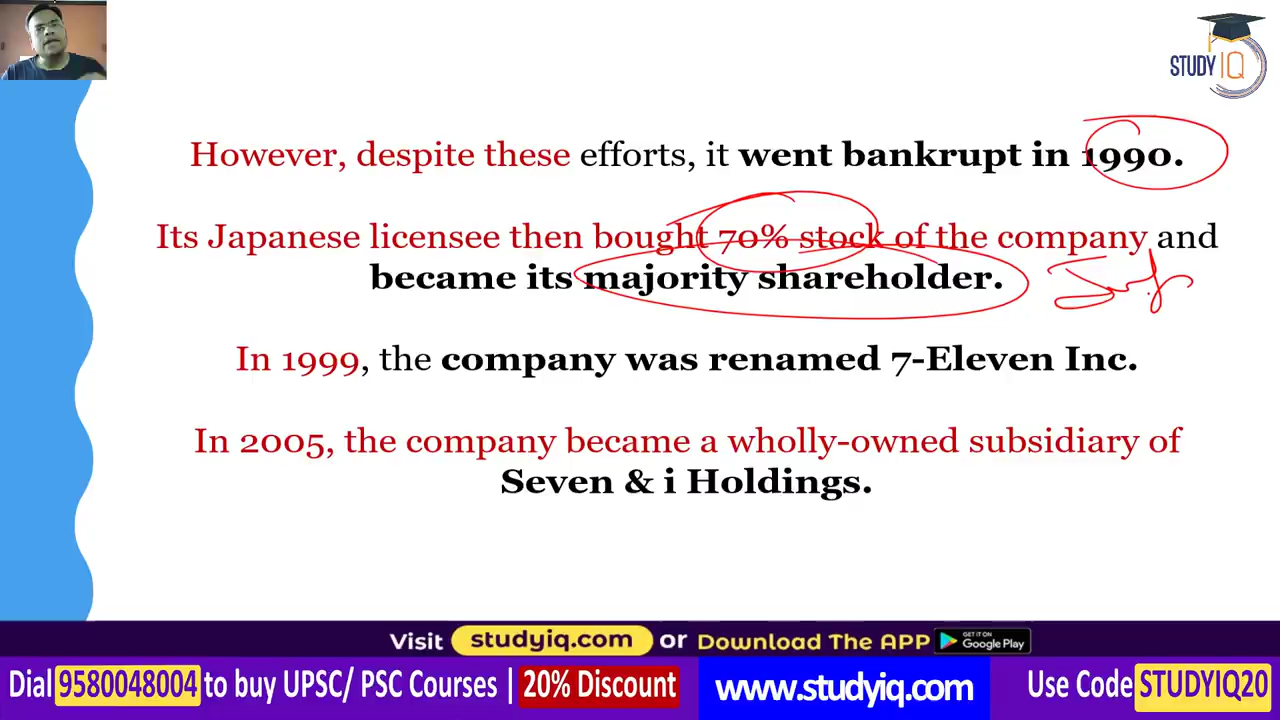 STUDY IQ
However, despite these efforts, it went bankrupt in 1990.
Its Japanese licensee then bought 70% stock of the company and
became its majority shareholder.
In 1999, the company was renamed 7-Eleven Inc.
In 2005, the company became a wholly-owned subsidiary of
Seven & i Holdings.
Visit studyiq.com or Download The APP GET IT ON Google Play
Dial 9580048004 to buy UPSC/ PSC Courses | 20% Discount www.studyiq.com Use Code STUDYIQ20